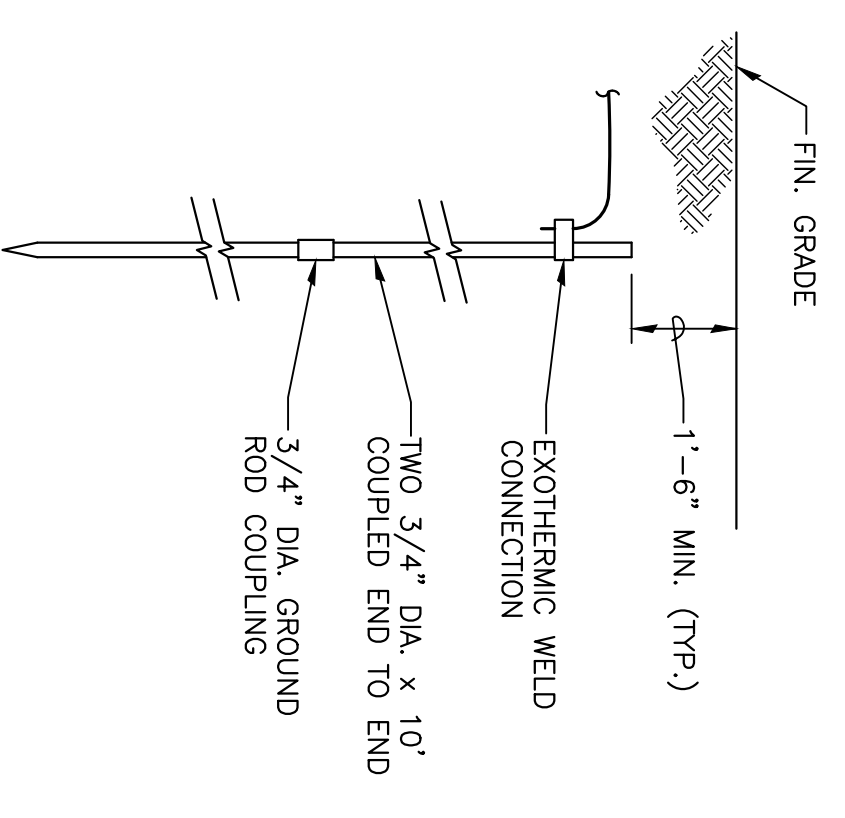 FIN. GRADE
1'-6" MIN. (TYP.)
EXOTHERMIC WELD
CONNECTION
TWO 3/4" DIA. x 10'
COUPLED END TO END
3/4" DIA. GROUND
ROD COUPLING